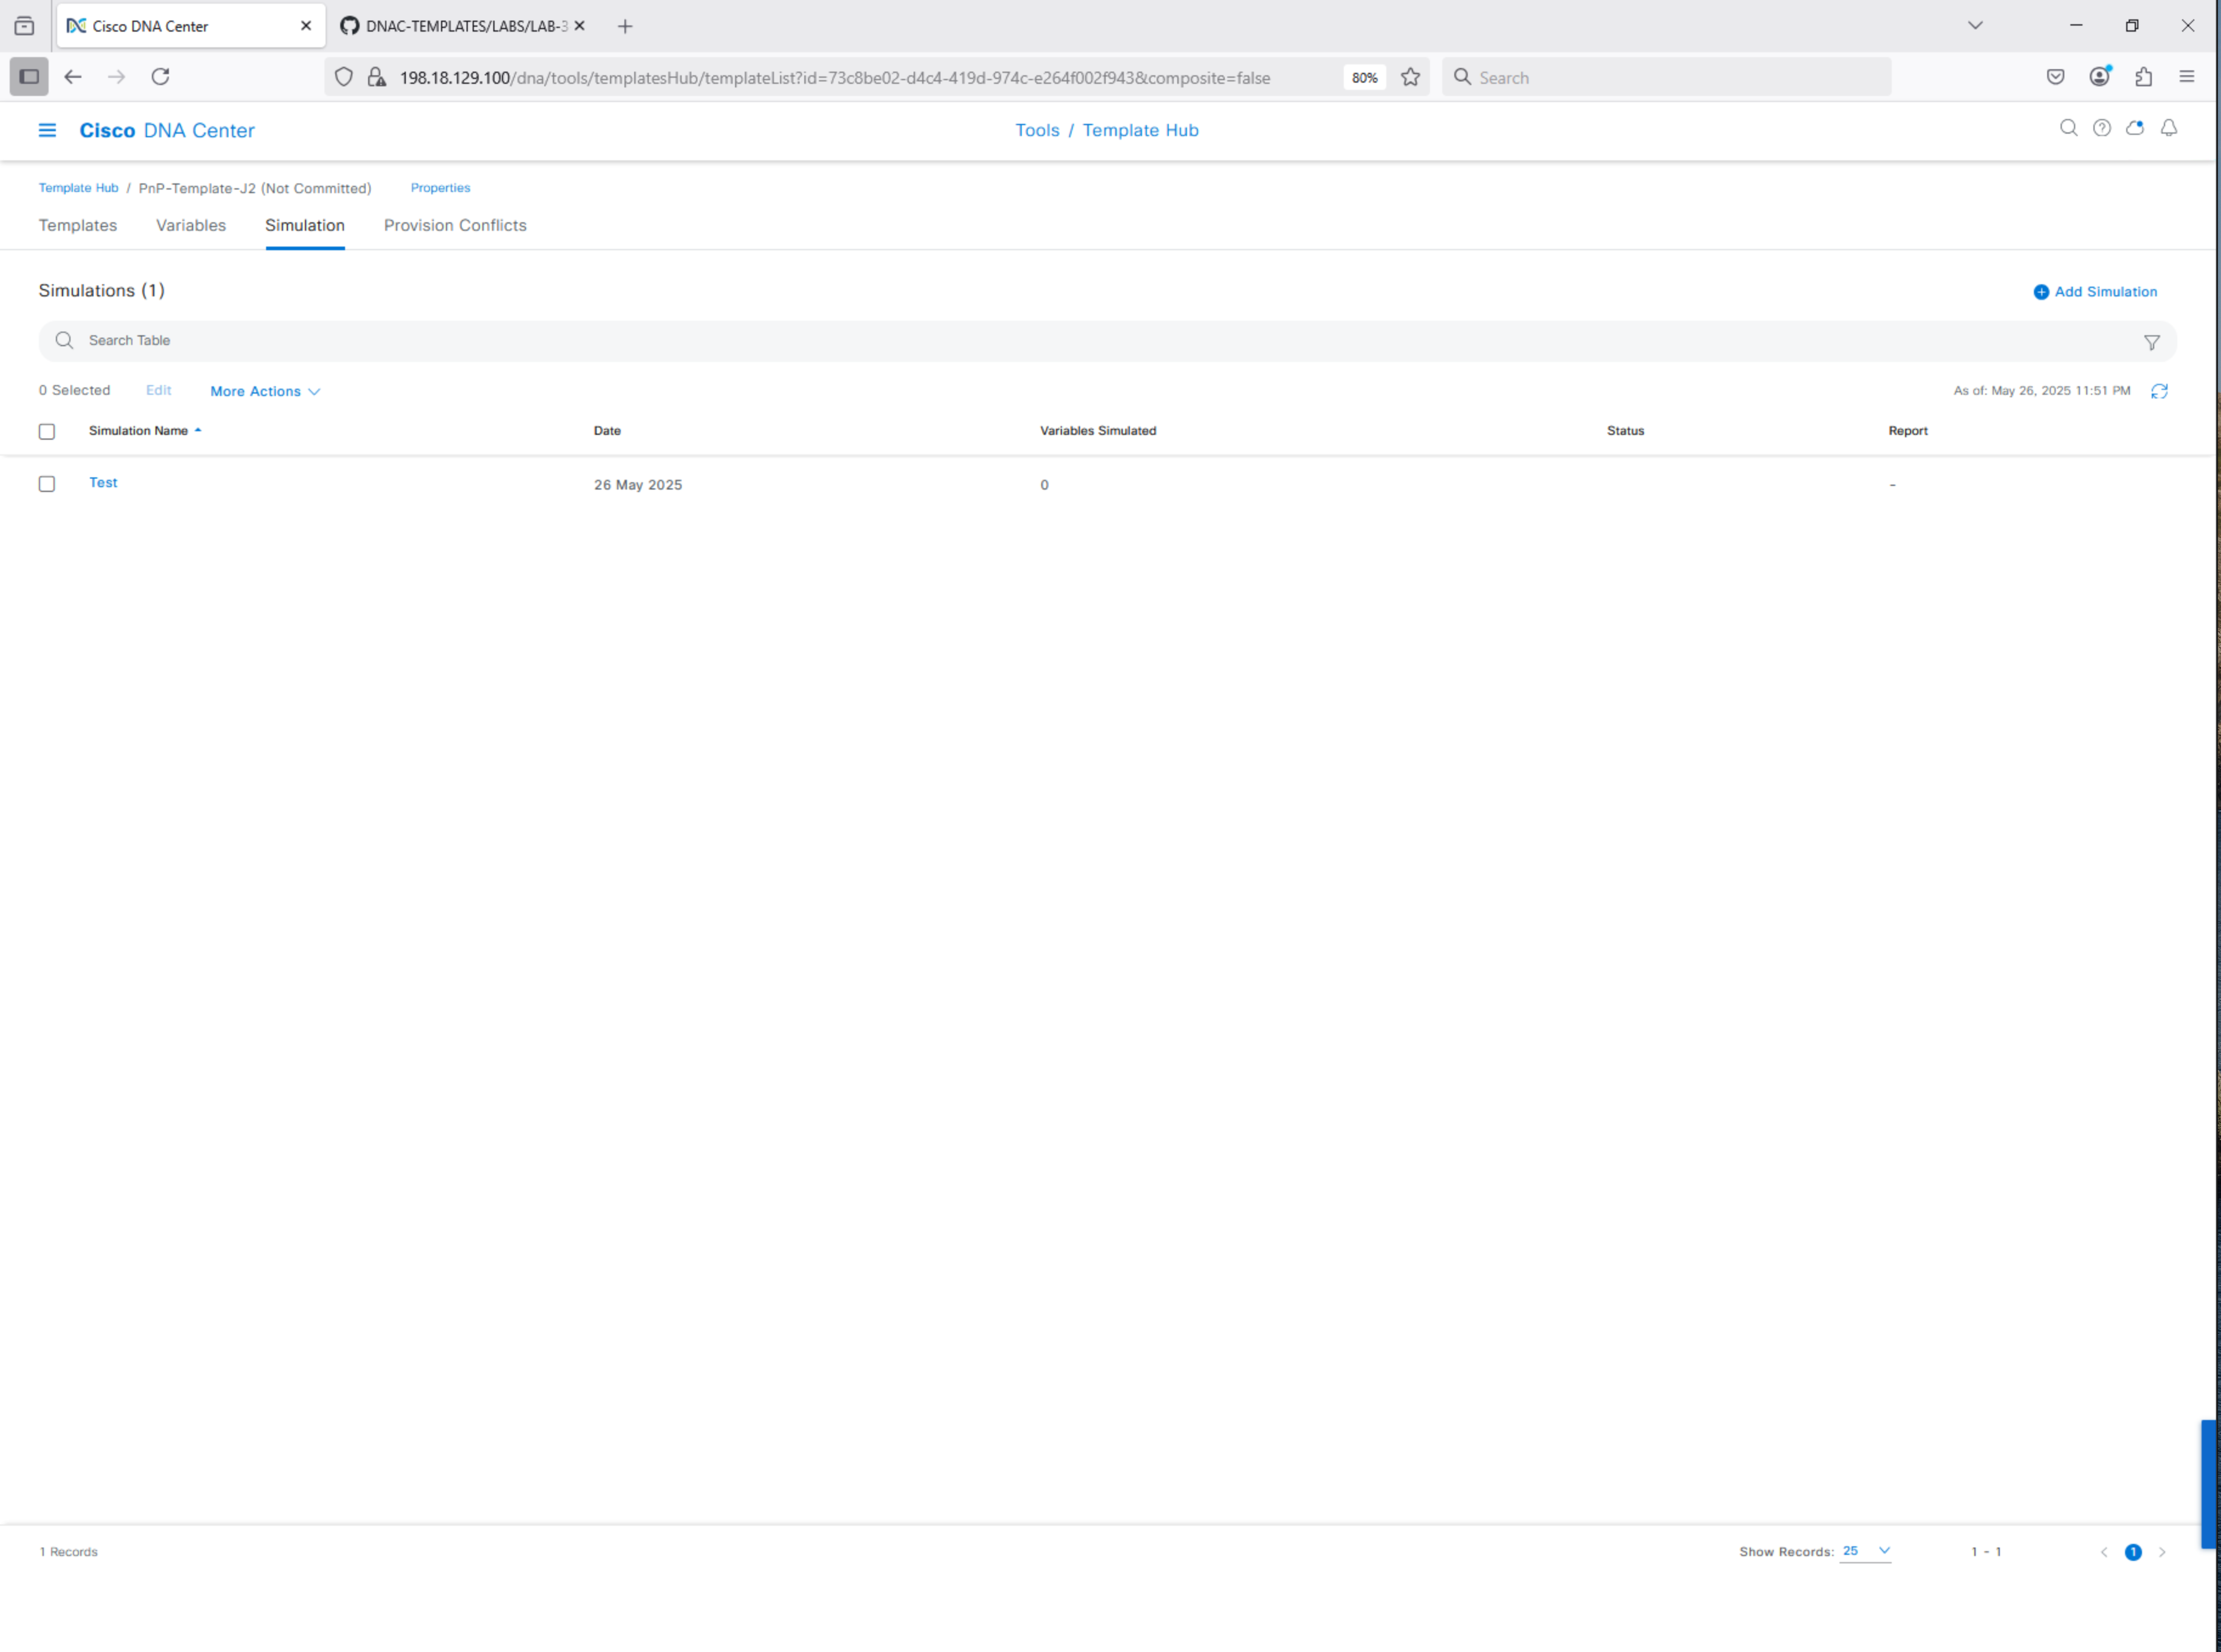 Cisco DNA Center
DNAC-TEMPLATES/LABS/LAB-3
198.18.129.100/dna/tools/templatesHub/templateList?id=73c8be02-d4c4-419d-974c-e264f002f943&composite=false
80%
Search
Cisco DNA Center
Tools / Template Hub
Template Hub / PnP-Template-J2 (Not Committed) Properties
Templates Variables Simulation Provision Conflicts
Simulations (1)
Add Simulation
Search Table
0 Selected Edit More Actions
As of: May 26, 2025 11:51 PM
Simulation Name Date Variables Simulated Status Report
Test 26 May 2025 0 -
1 Records
Show Records: 25 1 - 1 1